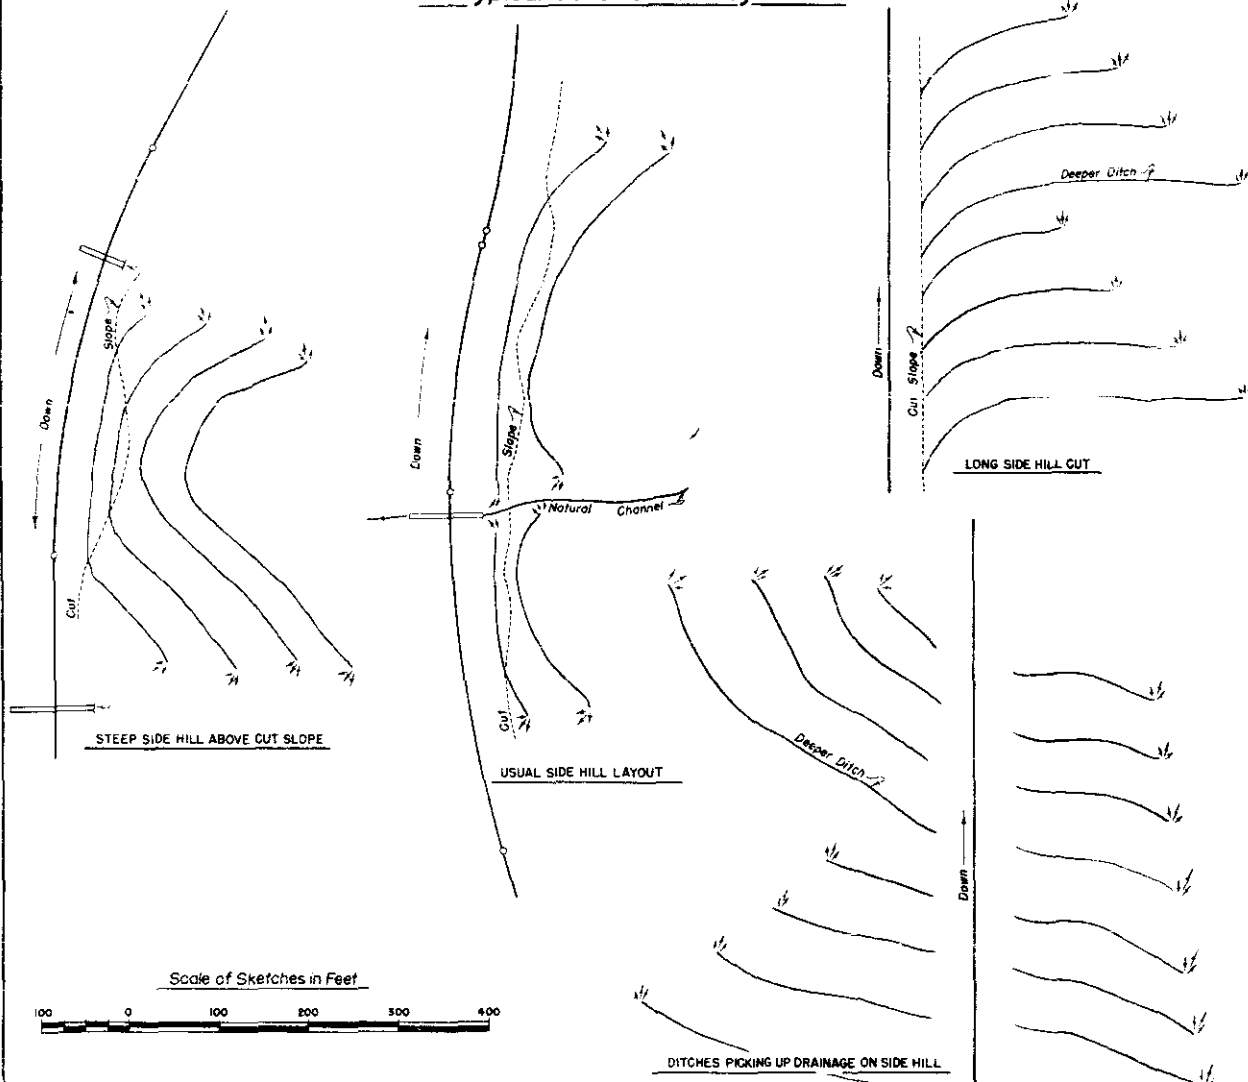 Slope
Down
Cut
STEEP SIDE HILL ABOVE CUT SLOPE
Down
Slope
Natural Channel
Cut
USUAL SIDE HILL LAYOUT
Deeper Ditch
Down
Cut Slope
LONG SIDE HILL CUT
Deeper Ditch
Down
DITCHES PICKING UP DRAINAGE ON SIDE HILL
Scale of Sketches in Feet
100 0 100 200 300 400